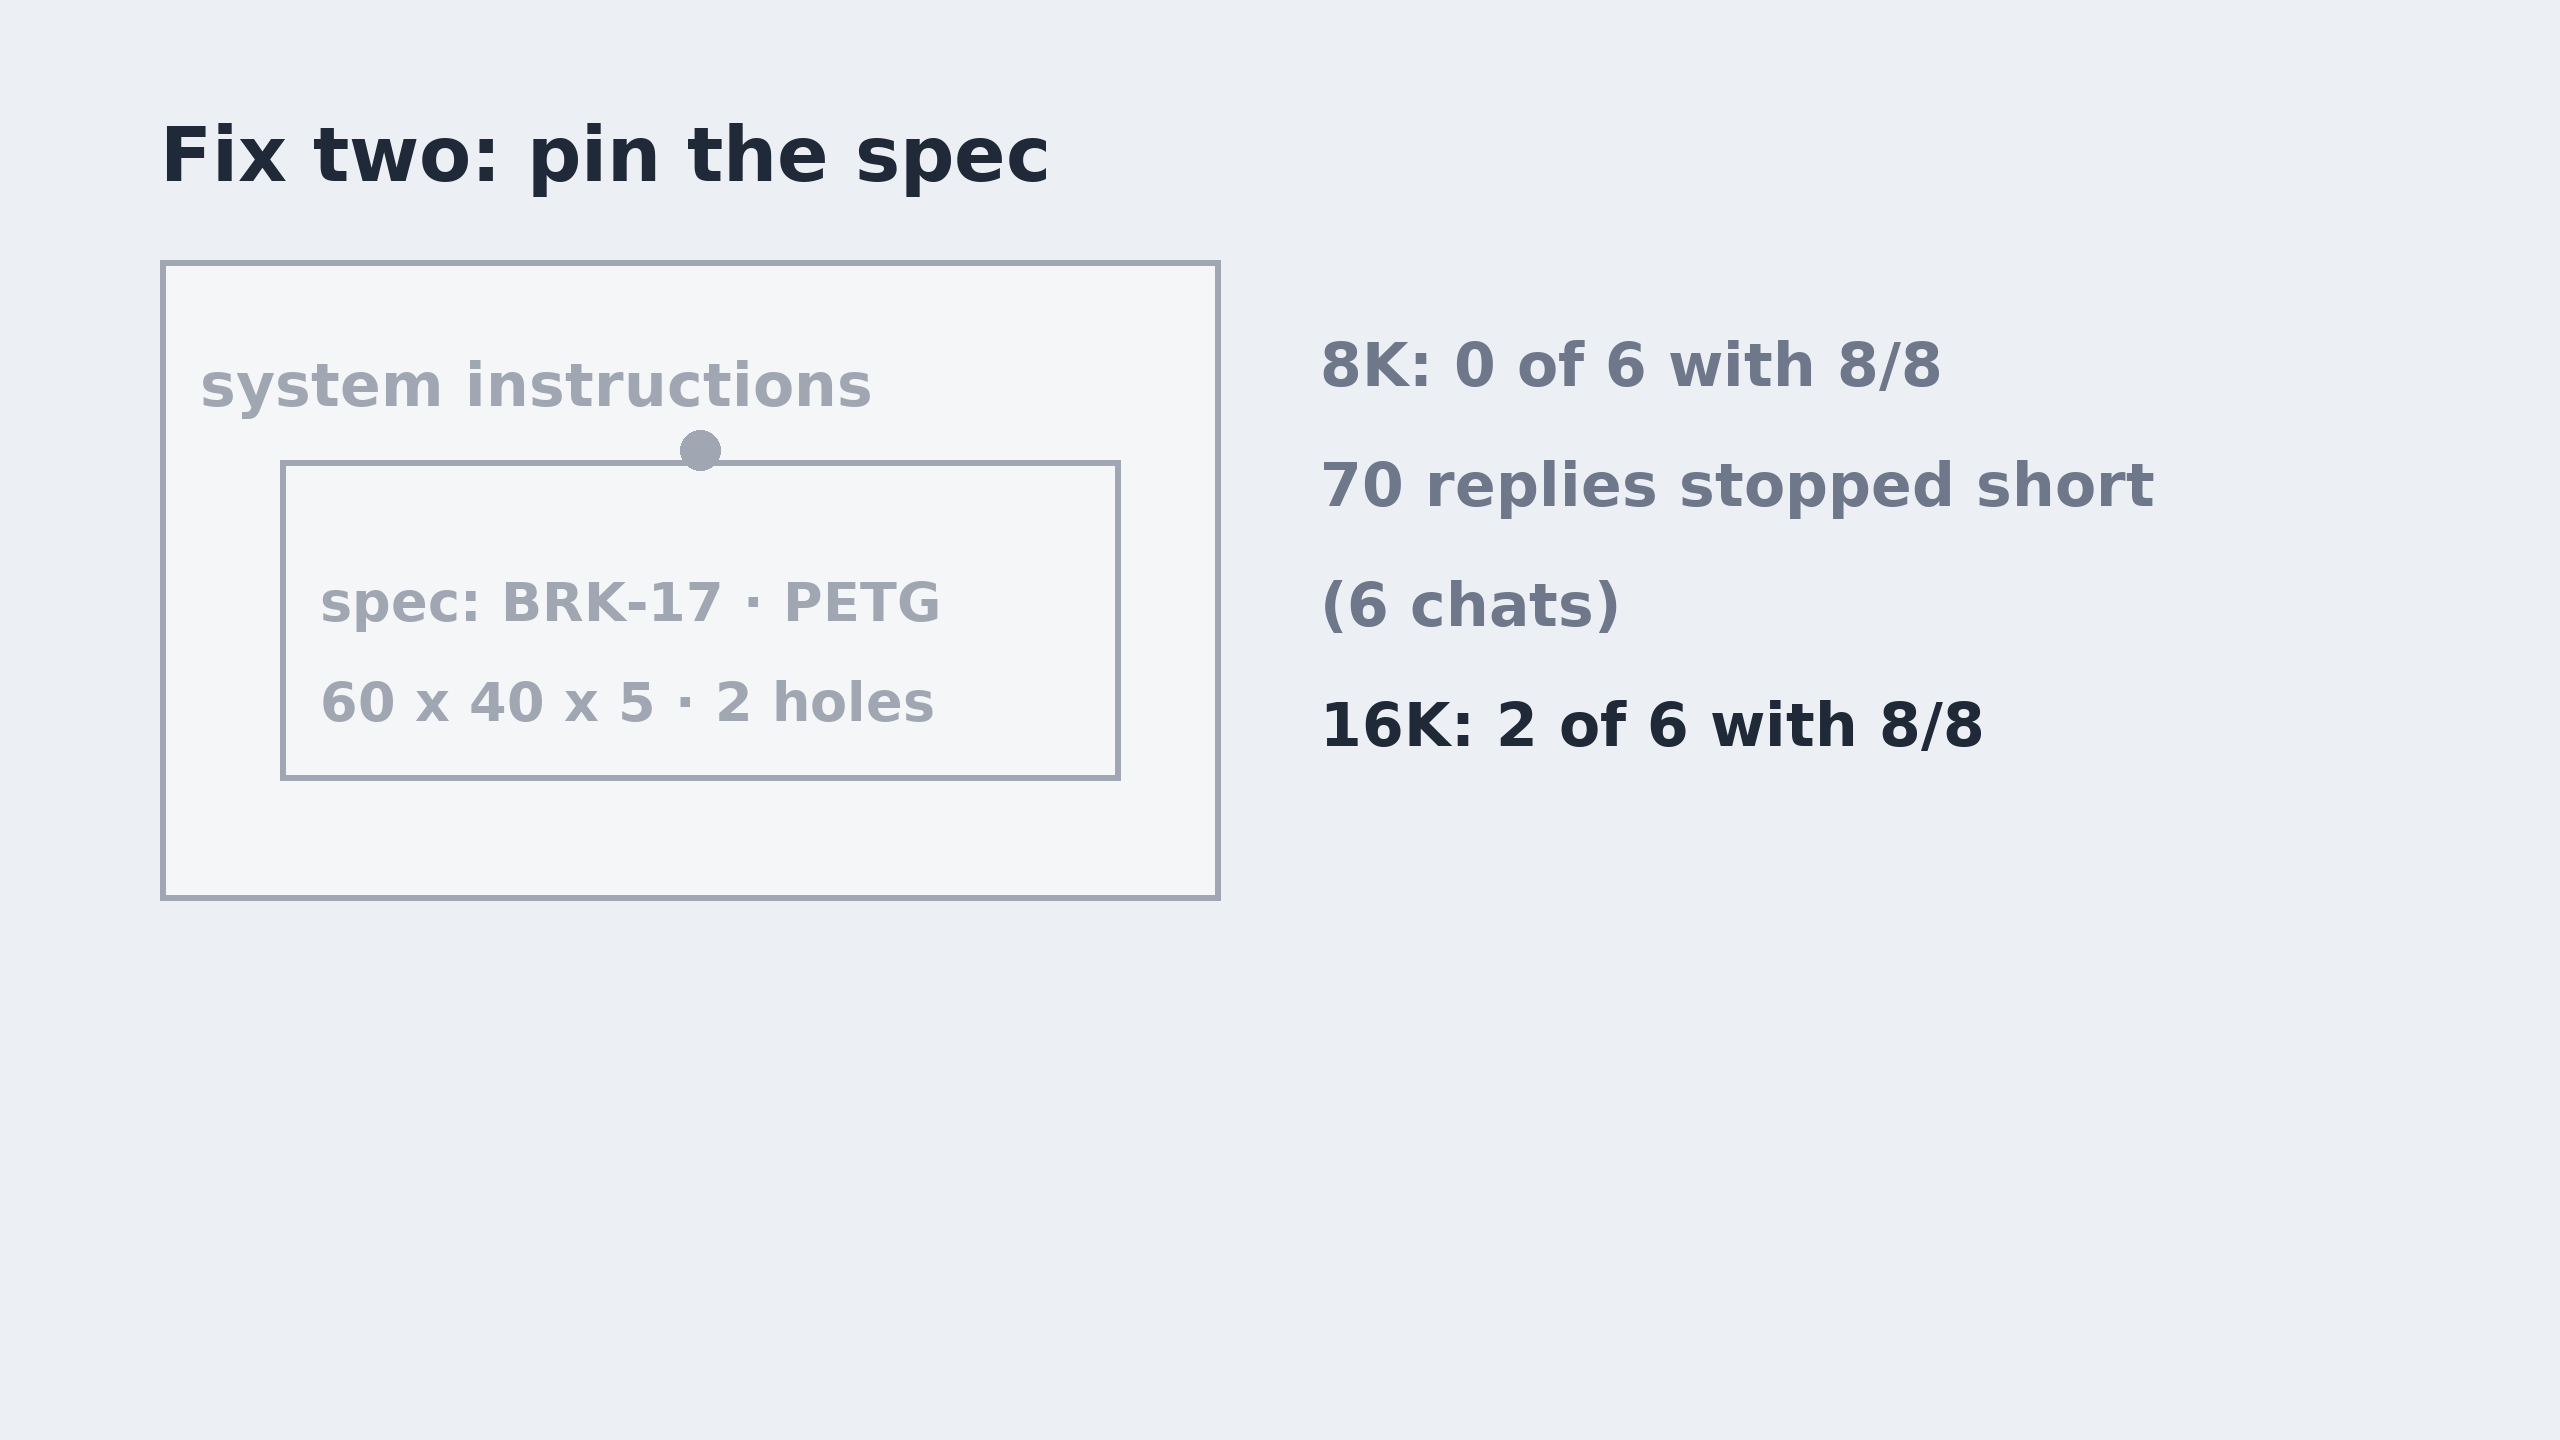 Fix two: pin the spec
system instructions
spec: BRK-17 · PETG
60 x 40 x 5 · 2 holes
8K: 0 of 6 with 8/8
70 replies stopped short
(6 chats)
16K: 2 of 6 with 8/8